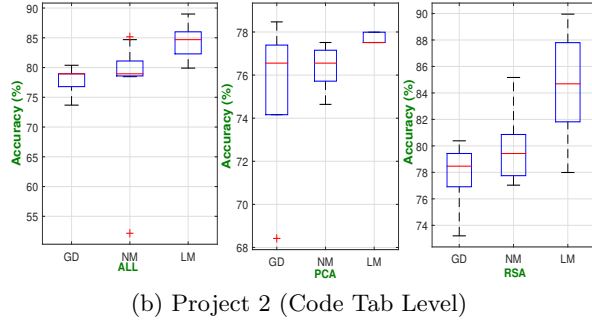 Accuracy (%)
90
85
80
75
70
65
60
55
GD
NM
LM
ALL
Accuracy (%)
78
76
74
72
70
68
GD
NM
LM
PCA
Accuracy (%)
90
88
86
84
82
80
78
76
74
GD
NM
LM
RSA
(b) Project 2 (Code Tab Level)